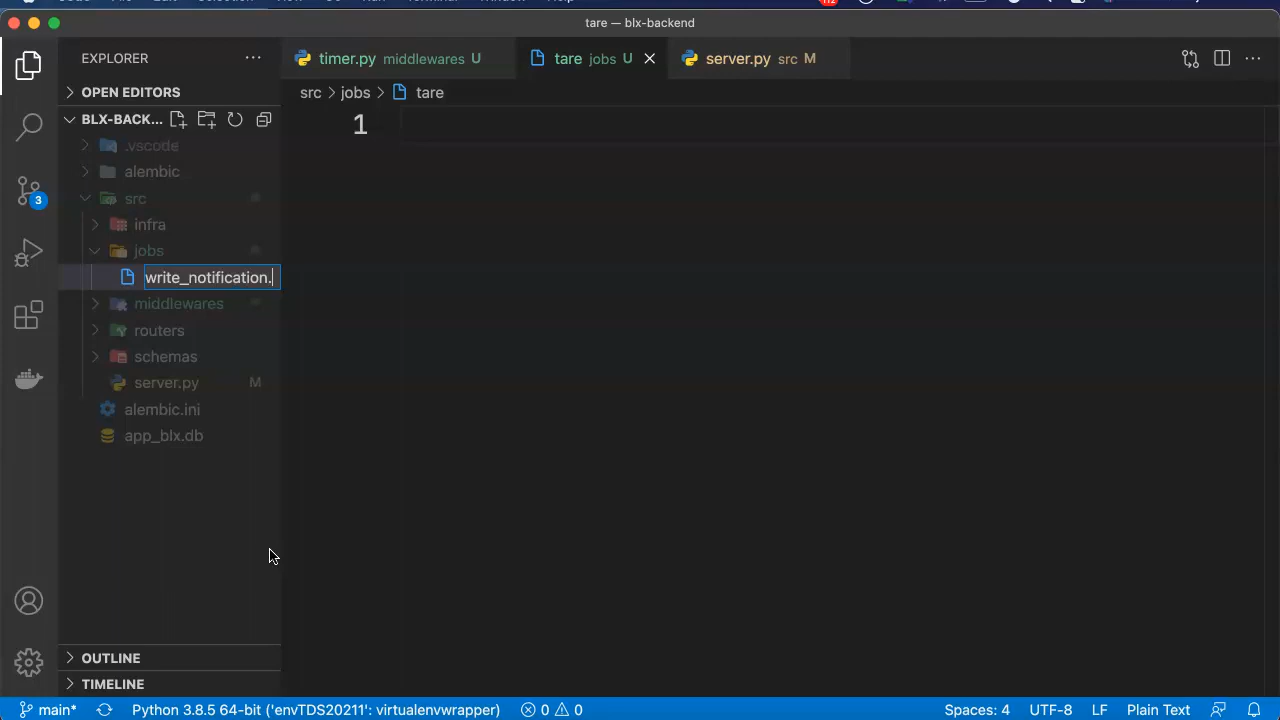 tare — blx-backend
EXPLORER
timer.py middlewares U
tare jobs U
server.py src M
OPEN EDITORS
src > jobs > tare
BLX-BACK...
1
.vscode
alembic
src
infra
jobs
write_notification.
middlewares
routers
schemas
server.py M
alembic.ini
app_blx.db
3
OUTLINE
TIMELINE
main* Python 3.8.5 64-bit ('envTDS20211': virtualenvwrapper) 0 0 Spaces: 4 UTF-8 LF Plain Text